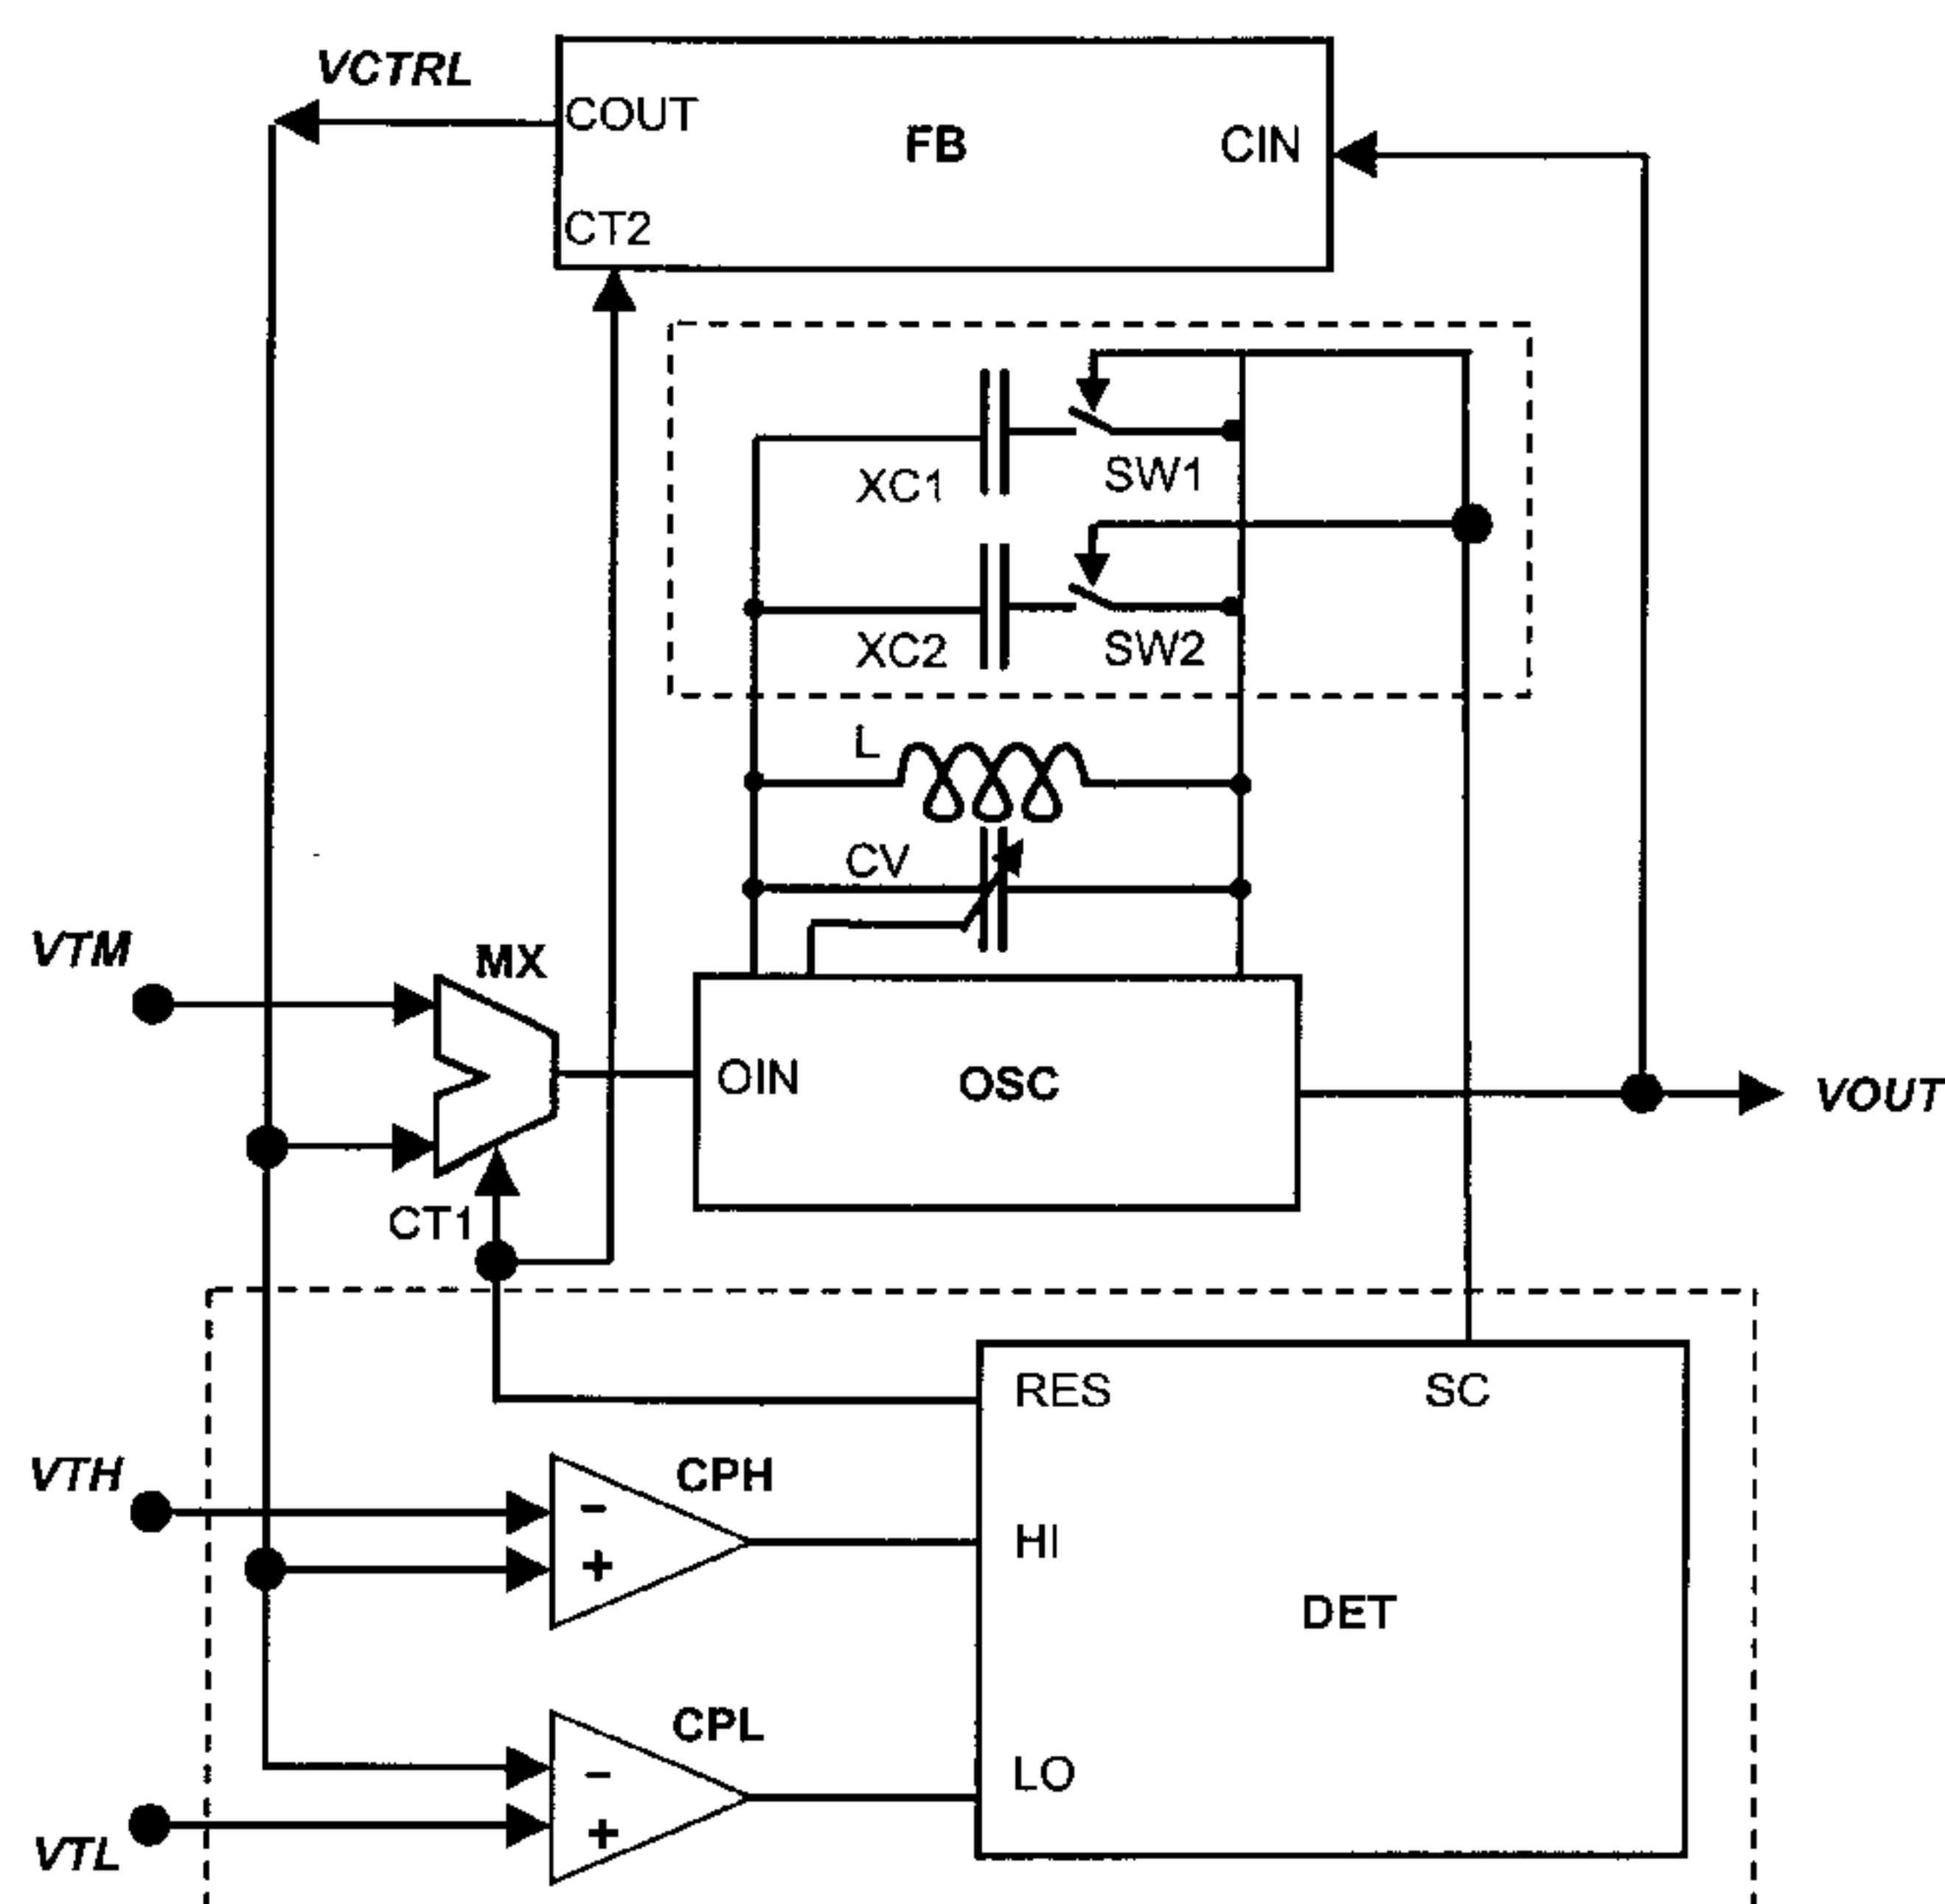 VCTRL
COUT
FB
CIN
CT2
XC1
SW1
XC2
SW2
L
CV
VTM
MX
OIN
OSC
VOUT
CT1
RES
SC
VTH
CPH
-
+
HI
DET
CPL
-
+
LO
VTL